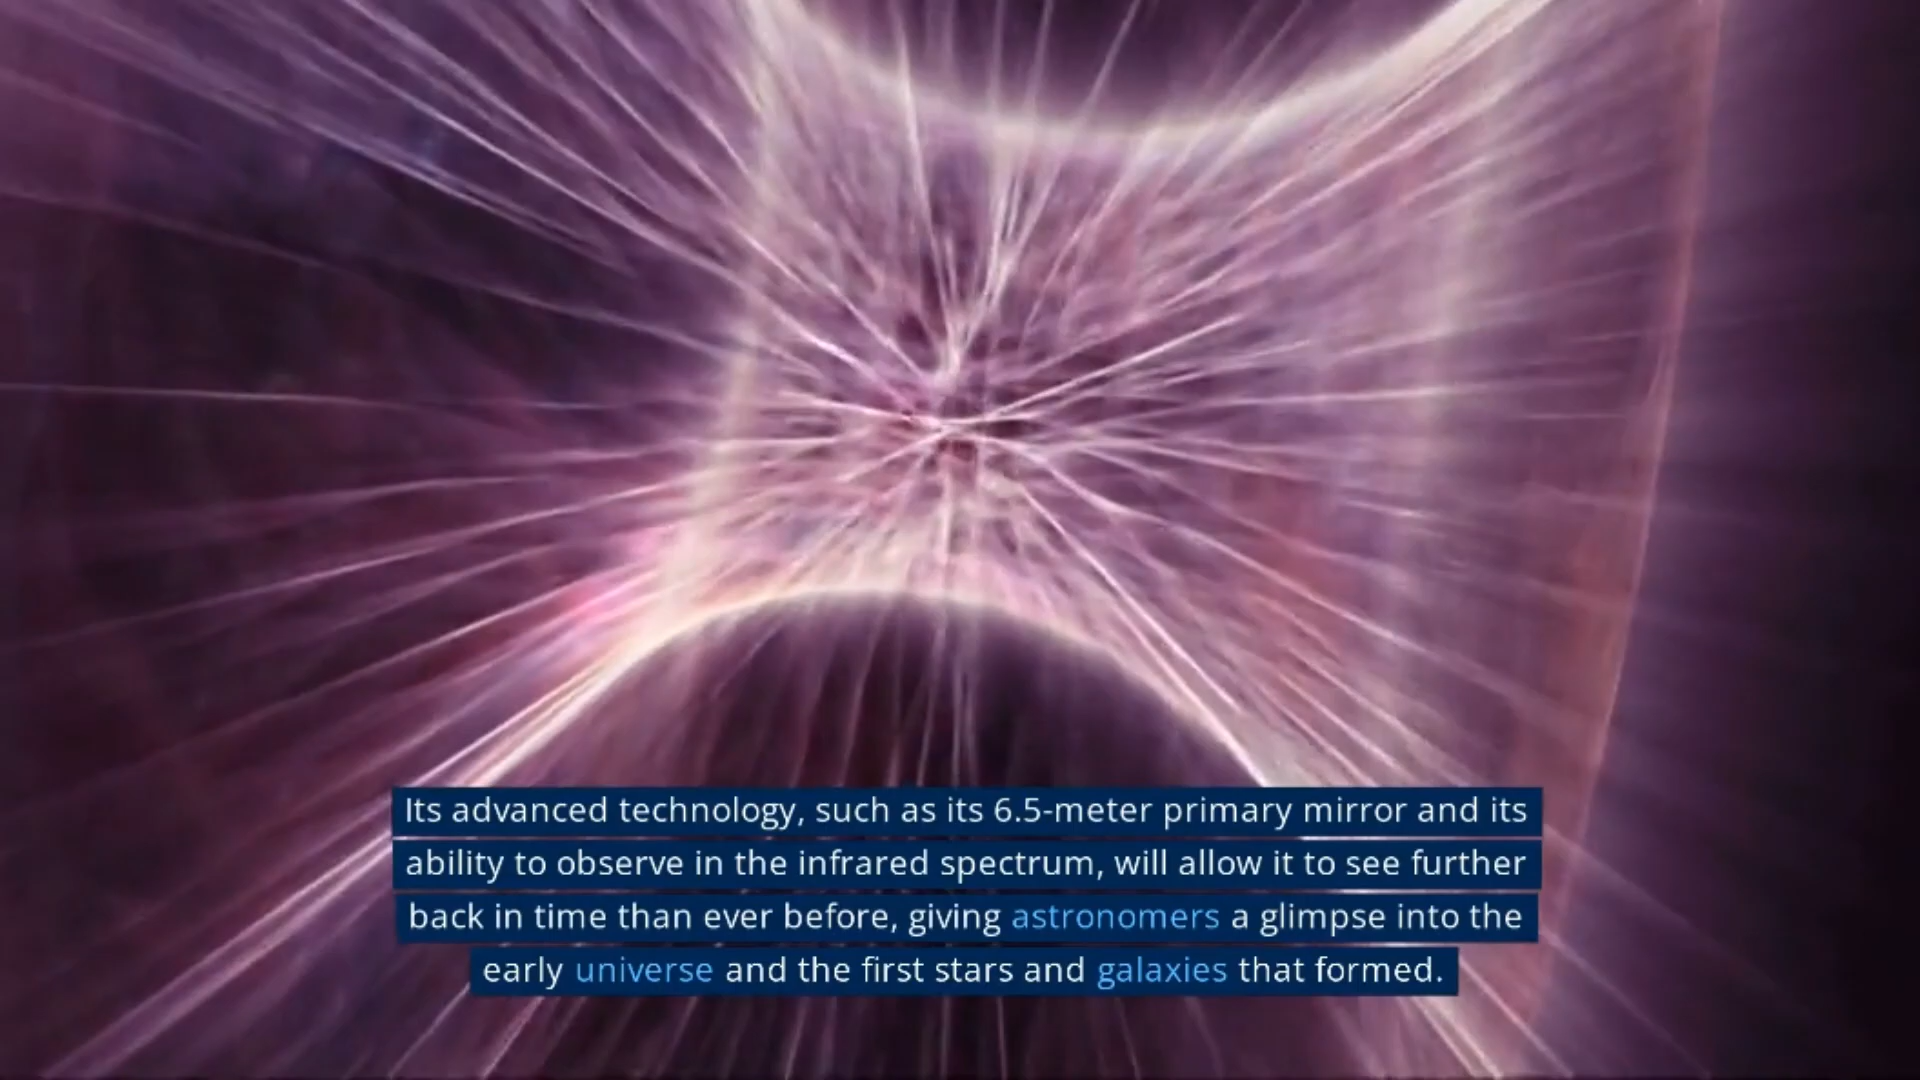 Its advanced technology, such as its 6.5-meter primary mirror and its
ability to observe in the infrared spectrum, will allow it to see further
back in time than ever before, giving astronomers a glimpse into the
early universe and the first stars and galaxies that formed.